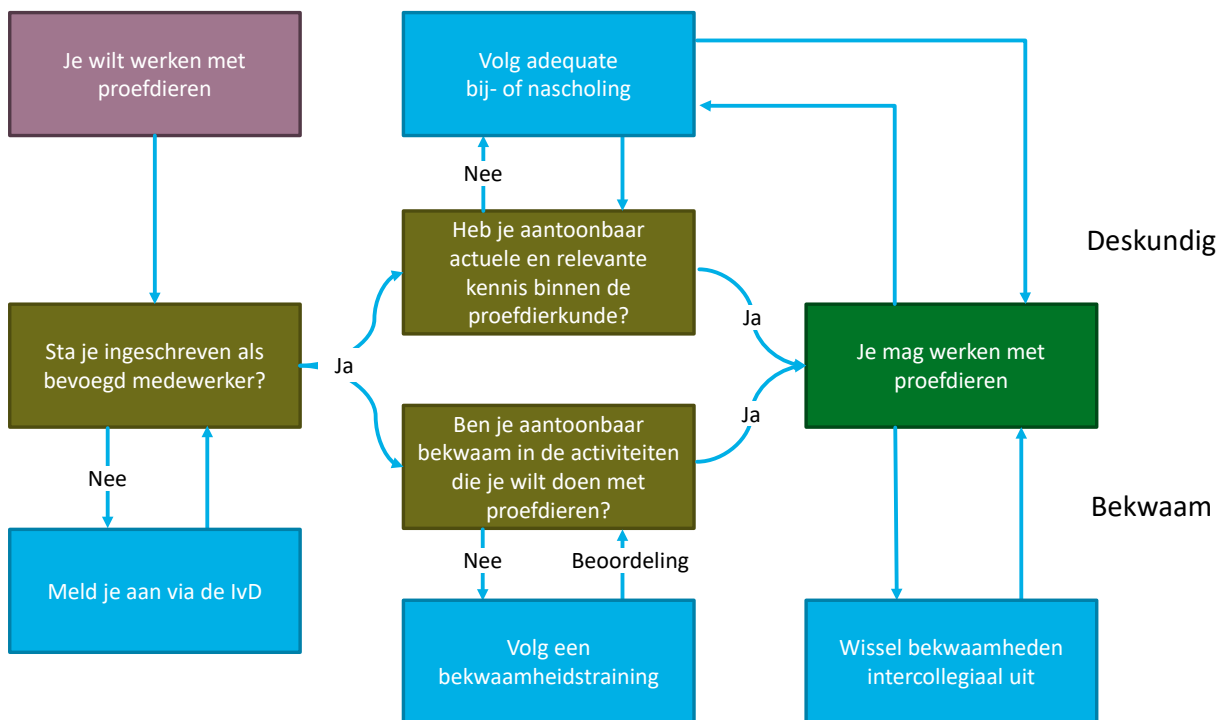 Je wilt werken met
proefdieren
Volg adequate
bij- of nascholing
Nee
Heb je aantoonbaar
actuele en relevante
kennis binnen de
proefdierkunde?
Deskundig
Sta je ingeschreven als
bevoegd medewerker?
Ja
Ja
Je mag werken met
proefdieren
Ja
Ben je aantoonbaar
bekwaam in de activiteiten
die je wilt doen met
proefdieren?
Nee
Bekwaam
Nee
Beoordeling
Meld je aan via de IvD
Volg een
bekwaamheidstraining
Wissel bekwaamheden
intercollegiaal uit